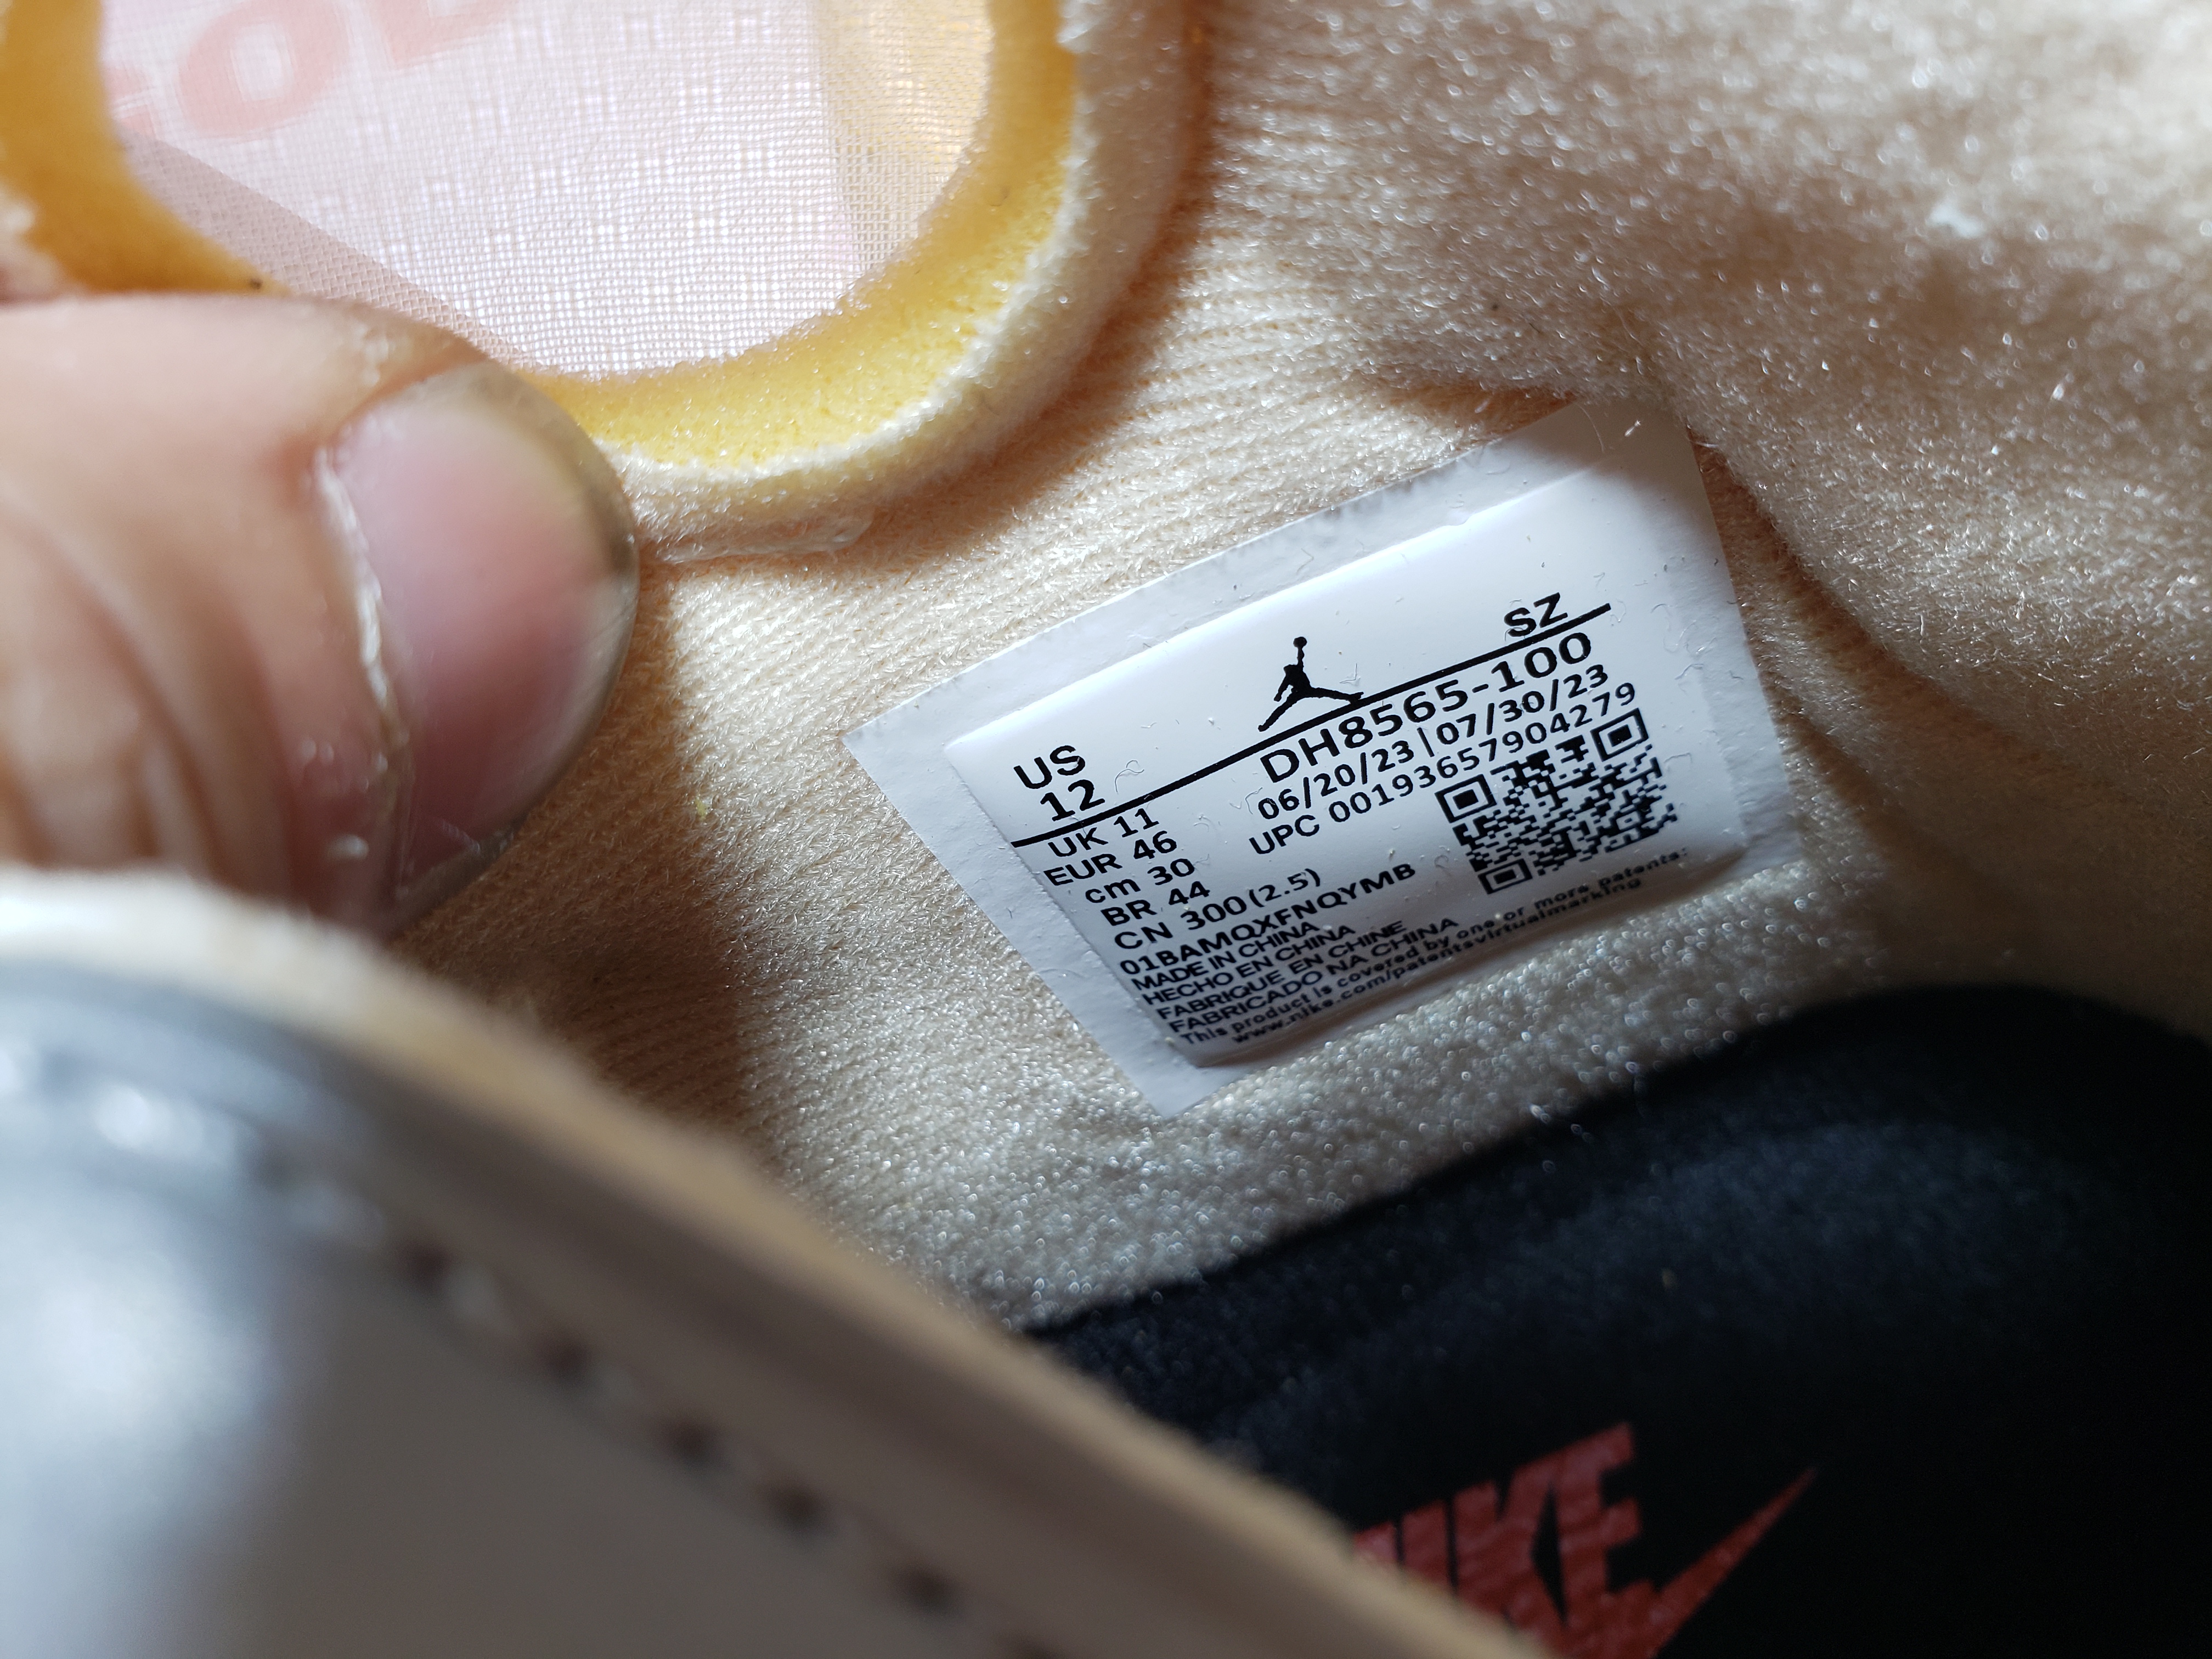 US
12
SZ
DH8565-100
06/20/23 | 07/30/23
UPC 00193657904279
UK 11
EUR 46
cm 30
BR 44
CN 300(2.5)
01BAMQXFNQYMB
MADE IN CHINA
HECHO EN CHINA
FABRIQUE EN CHINE
FABRICADO NA CHINA
This product is covered by one or more patents:
www.nike.com/patentsvirtualmarking
NIKE